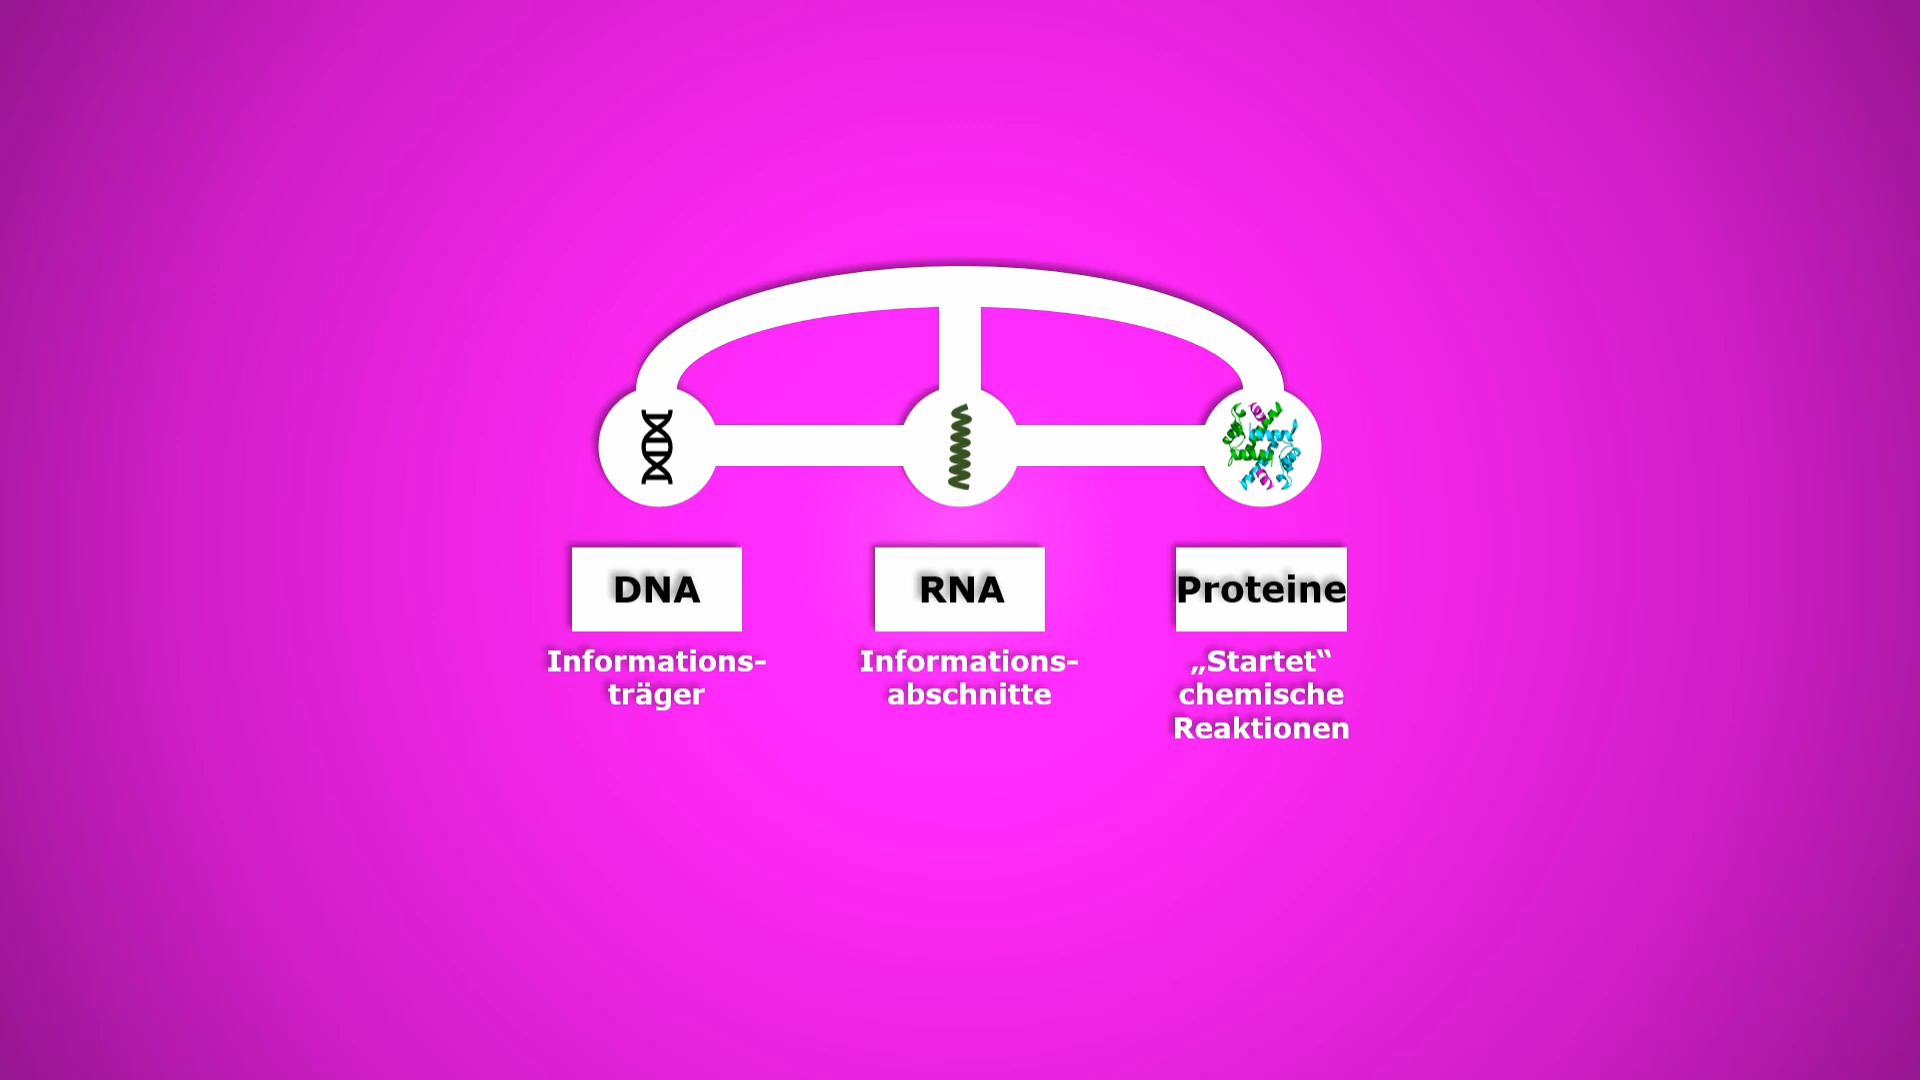 DNA
Informations-
träger
RNA
Informations-
abschnitte
Proteine
„Startet“
chemische
Reaktionen